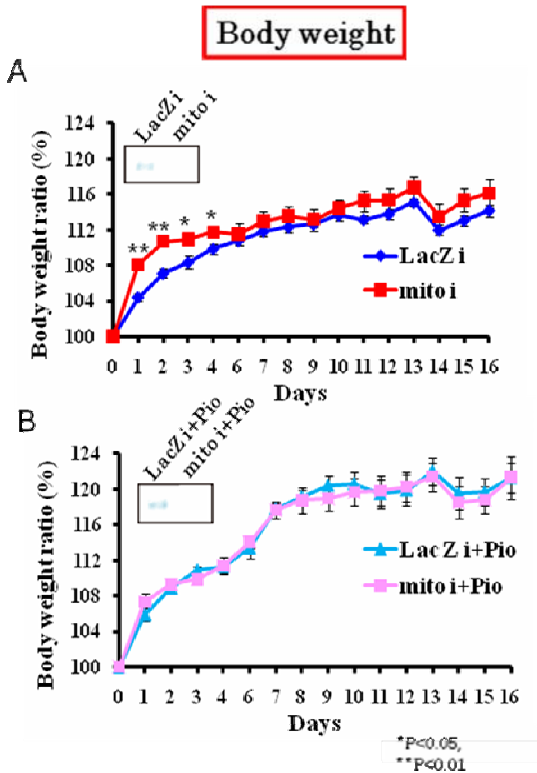 Body weight
A
LacZ i
mito i
124
120
116
112
108
104
100
Body weight ratio (%)
**
**
*
*
LacZ i
mito i
0 1 2 3 4 6 7 8 9 10 11 12 13 14 15 16
Days
B
LacZ i+Pio
mito i+Pio
124
120
116
112
108
104
100
Body weight ratio (%)
Lac Z i+Pio
mito i+Pio
0 1 2 3 4 6 7 8 9 10 11 12 13 14 15 16
Days
*P<0.05,
**P<0.01